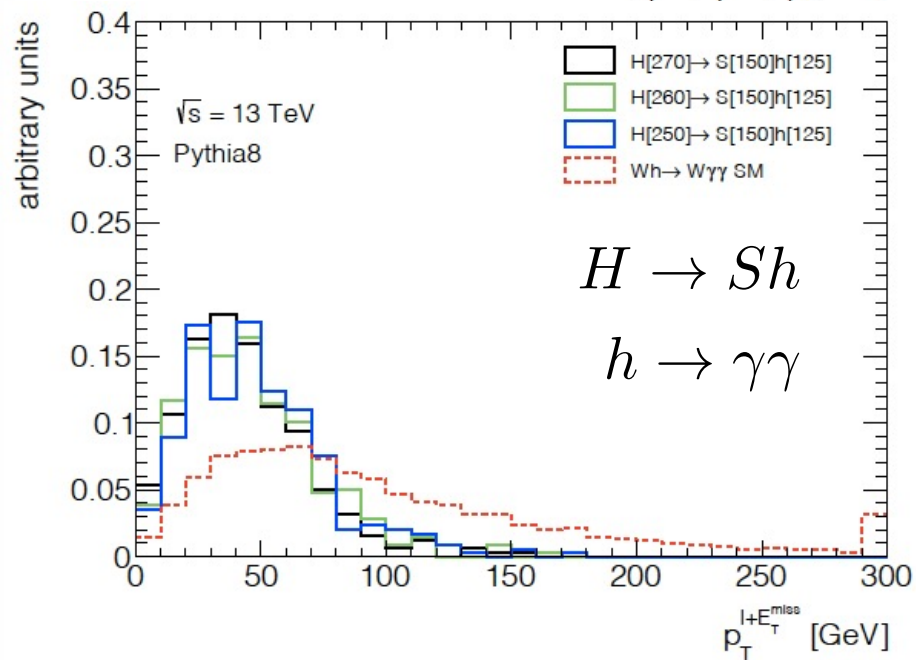 arbitrary units
0.4
0.35
0.3
0.25
0.2
0.15
0.1
0.05
0
√s = 13 TeV
Pythia8
H[270]→ S[150]h[125]
H[260]→ S[150]h[125]
H[250]→ S[150]h[125]
Wh→ Wγγ SM
H → Sh
h → γγ
0 50 100 150 200 250 300
p_T^{l+E_T^{miss}} [GeV]